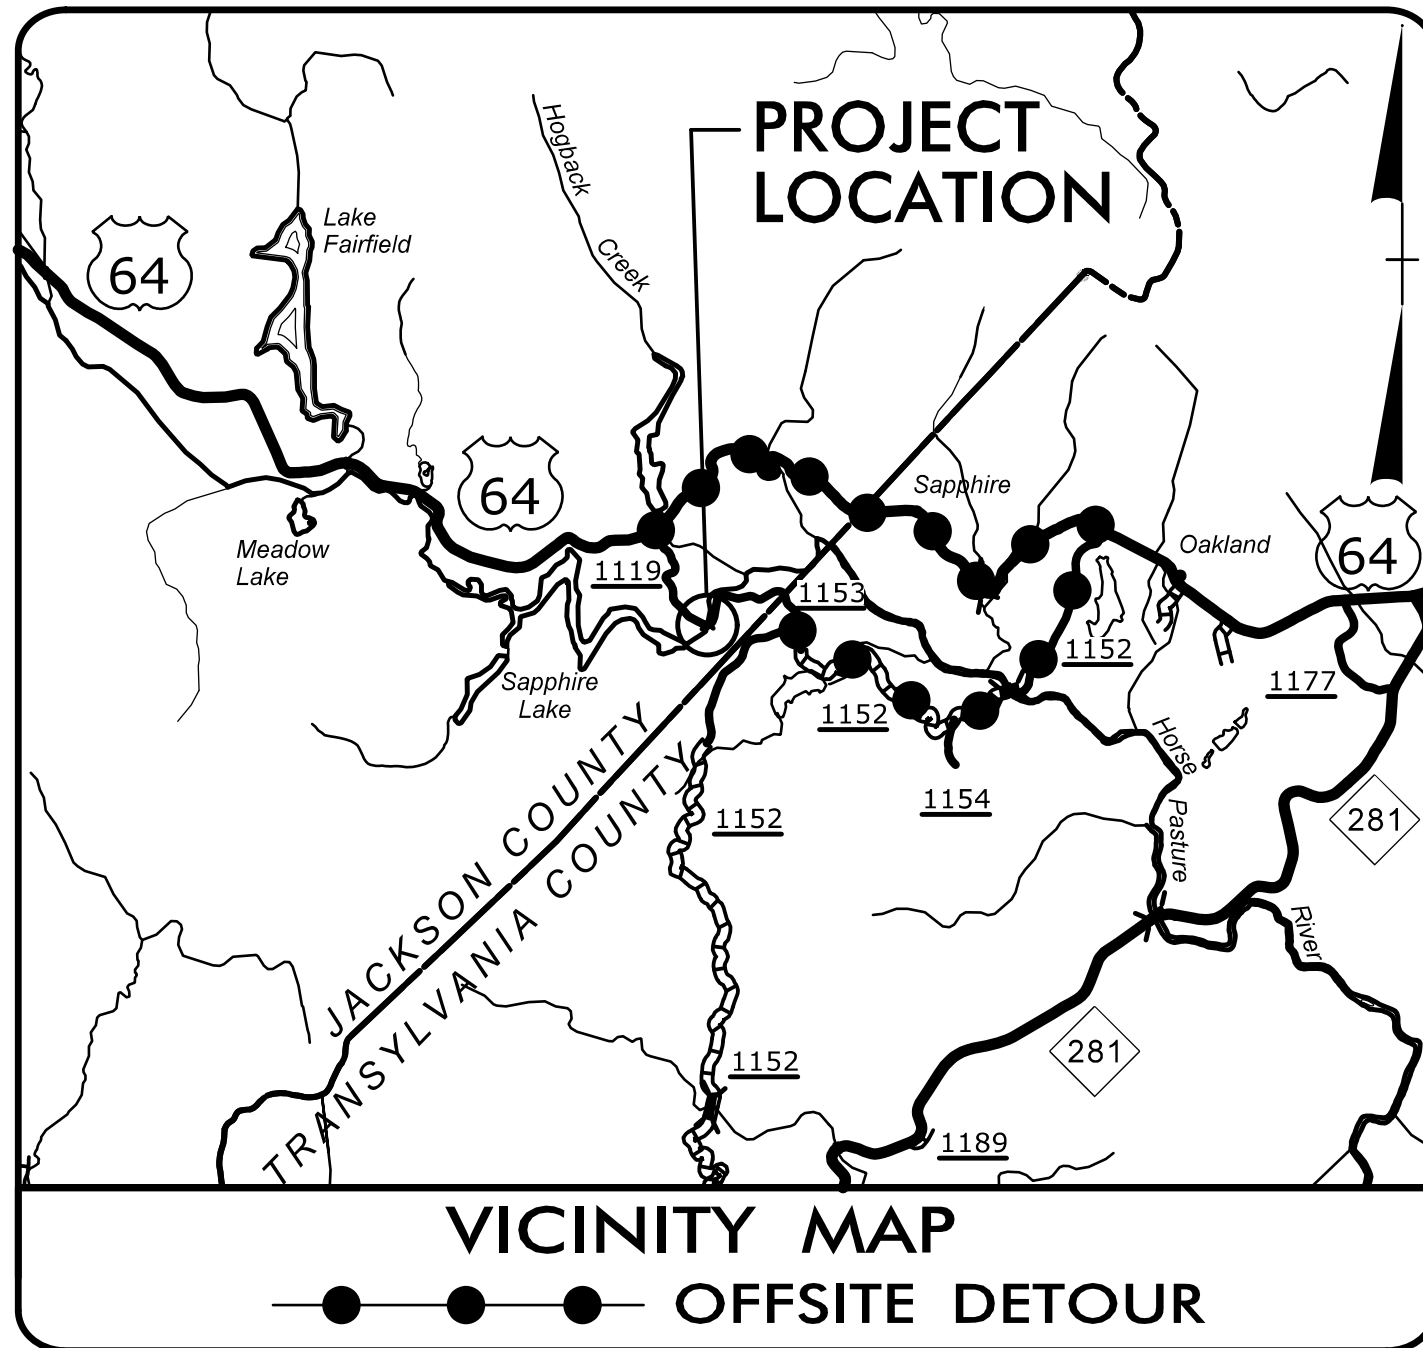 PROJECT
LOCATION
Hogback
Creek
Lake
Fairfield
64
64
Sapphire
Oakland
64
Meadow
Lake
1119
1153
1152
Sapphire
Lake
1152
1177
Horse
Pasture
River
1154
1152
281
JACKSON COUNTY
TRANSYLVANIA COUNTY
281
1152
1189
VICINITY MAP
OFFSITE DETOUR